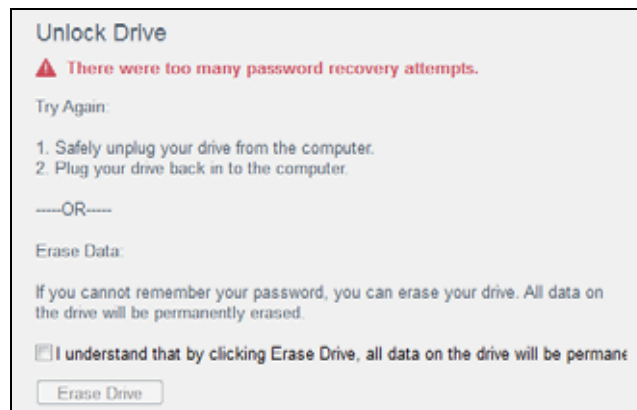 Unlock Drive
There were too many password recovery attempts.
Try Again:
1. Safely unplug your drive from the computer.
2. Plug your drive back in to the computer.
-----OR-----
Erase Data:
If you cannot remember your password, you can erase your drive. All data on
the drive will be permanently erased.
I understand that by clicking Erase Drive, all data on the drive will be permane
Erase Drive